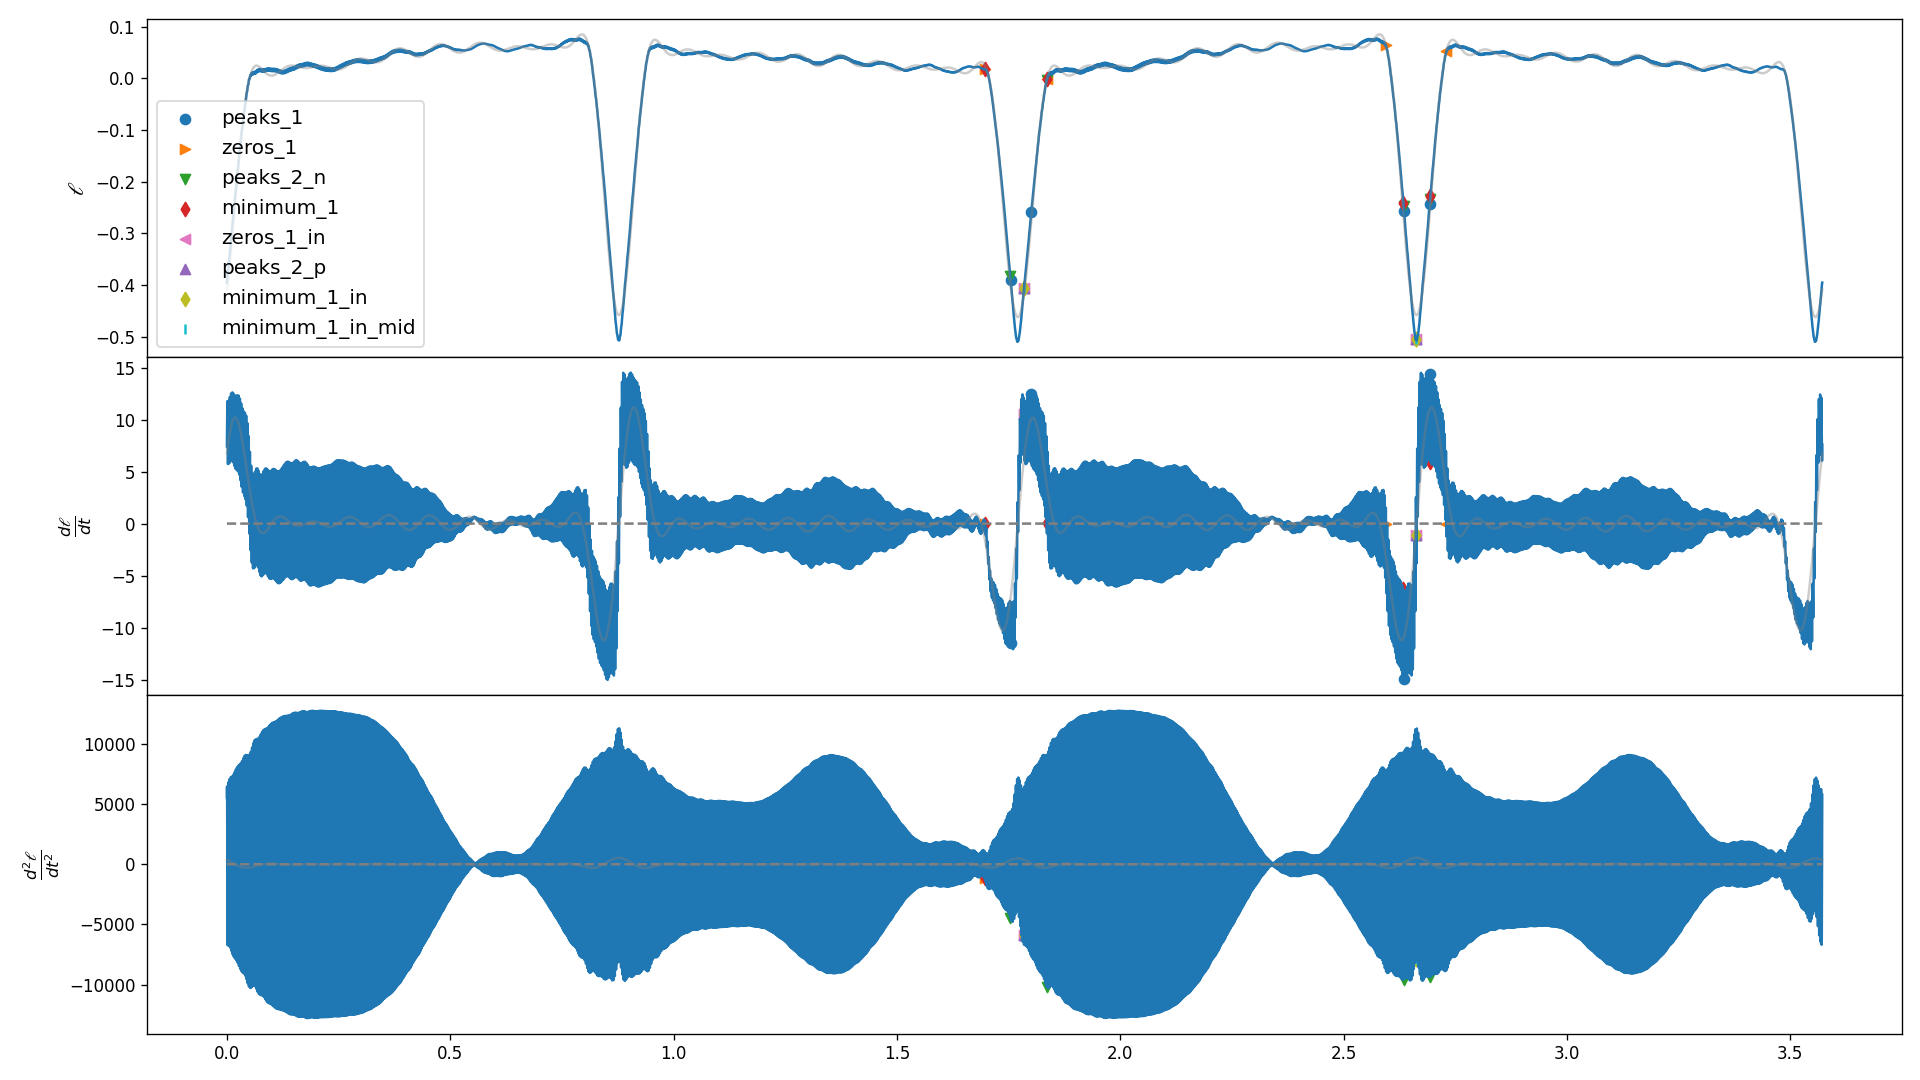 0.1
0.0
−0.1
−0.2
−0.3
−0.4
−0.5
ℓ
peaks_1
zeros_1
peaks_2_n
minimum_1
zeros_1_in
peaks_2_p
minimum_1_in
minimum_1_in_mid
15
10
5
0
−5
−10
−15
dℓ
dt
10000
5000
0
−5000
−10000
d²ℓ
dt²
0.0 0.5 1.0 1.5 2.0 2.5 3.0 3.5